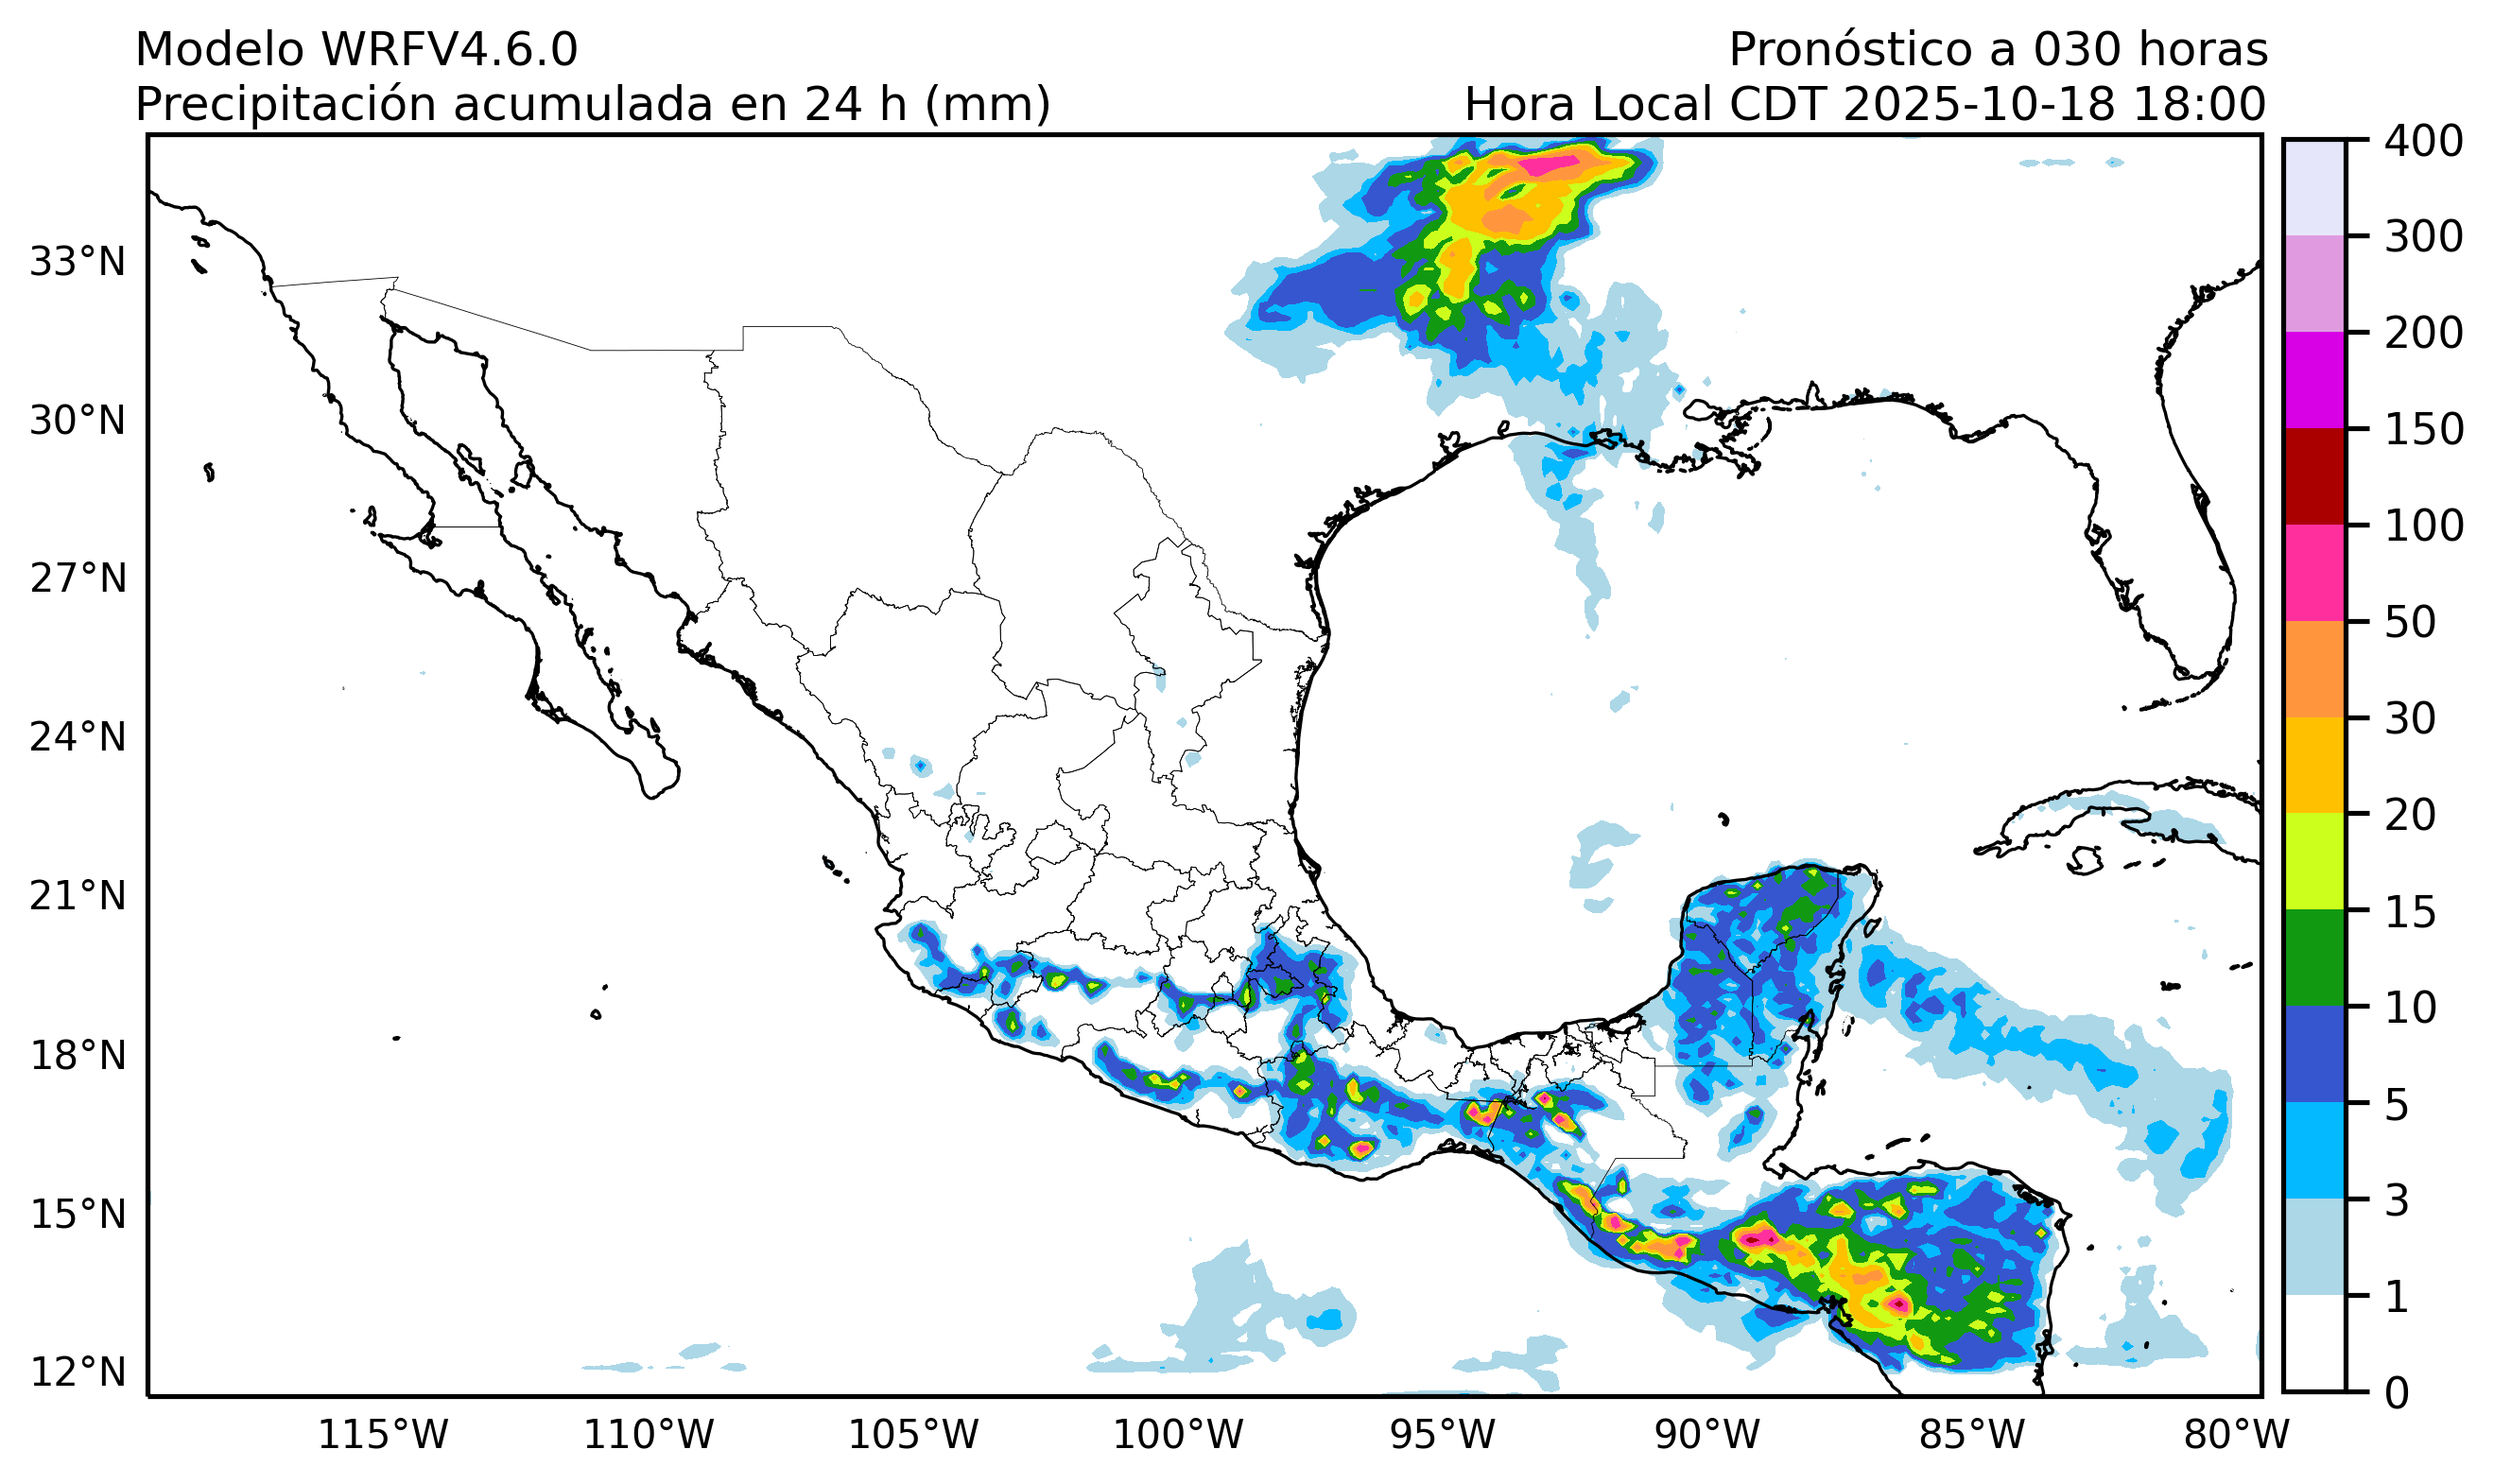 Modelo WRFV4.6.0
Pronóstico a 030 horas
Precipitación acumulada en 24 h (mm)
Hora Local CDT 2025-10-18 18:00
33°N
30°N
27°N
24°N
21°N
18°N
15°N
12°N
115°W
110°W
105°W
100°W
95°W
90°W
85°W
80°W
400
300
200
150
100
50
30
20
15
10
5
3
1
0